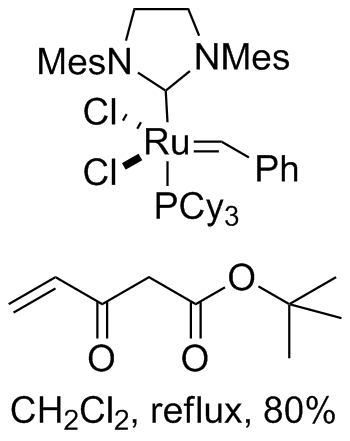 MesN NMes
Cl
Ru
Cl Ph
PCy3
O
O O
CH2Cl2, reflux, 80%